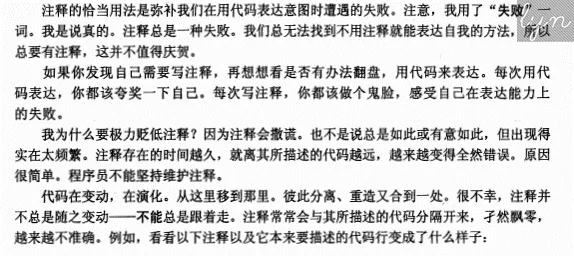 注释的恰当用法是弥补我们在用代码表达意图时遭遇的失败。注意，我用了“失败”一
词。我是说真的。注释总是一种失败。我们总无法找到不用注释就能表达自我的方法，所以
总要有注释，这并不值得庆贺。
如果你发现自己需要写注释，再想想看是否有办法翻盘，用代码来表达。每次用代
码表达，你都该夸奖一下自己。每次写注释，你都该做个鬼脸，感受自己在表达能力上
的失败。
我为什么要极力贬低注释？因为注释会撒谎。也不是说总是如此或有意如此，但出现得
实在太频繁。注释存在的时间越久，就离其所描述的代码越远，越来越变得全然错误。原因
很简单。程序员不能坚持维护注释。
代码在变动，在演化。从这里移到那里。彼此分离、重造又合到一处。很不幸，注释并
不总是随之变动——不能总是跟着走。注释常常会与其所描述的代码分隔开来，孑然飘零，
越来越不准确。例如，看看以下注释以及它本来要描述的代码行变成了什么样子：